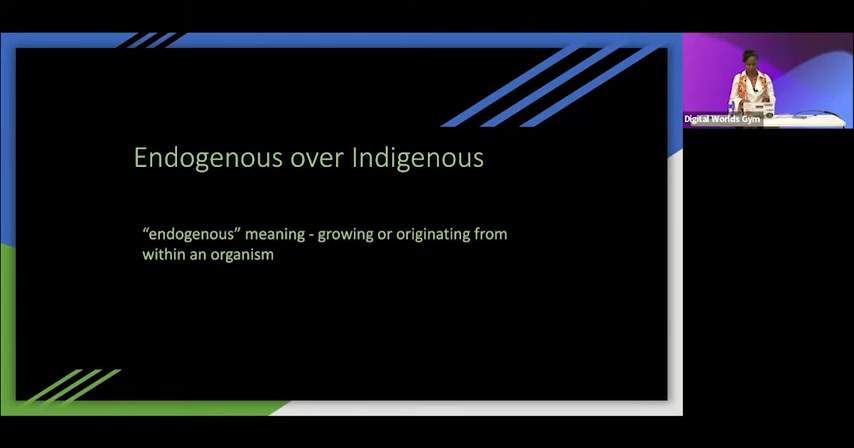 Endogenous over Indigenous
“endogenous” meaning - growing or originating from
within an organism
Digital Worlds Gym